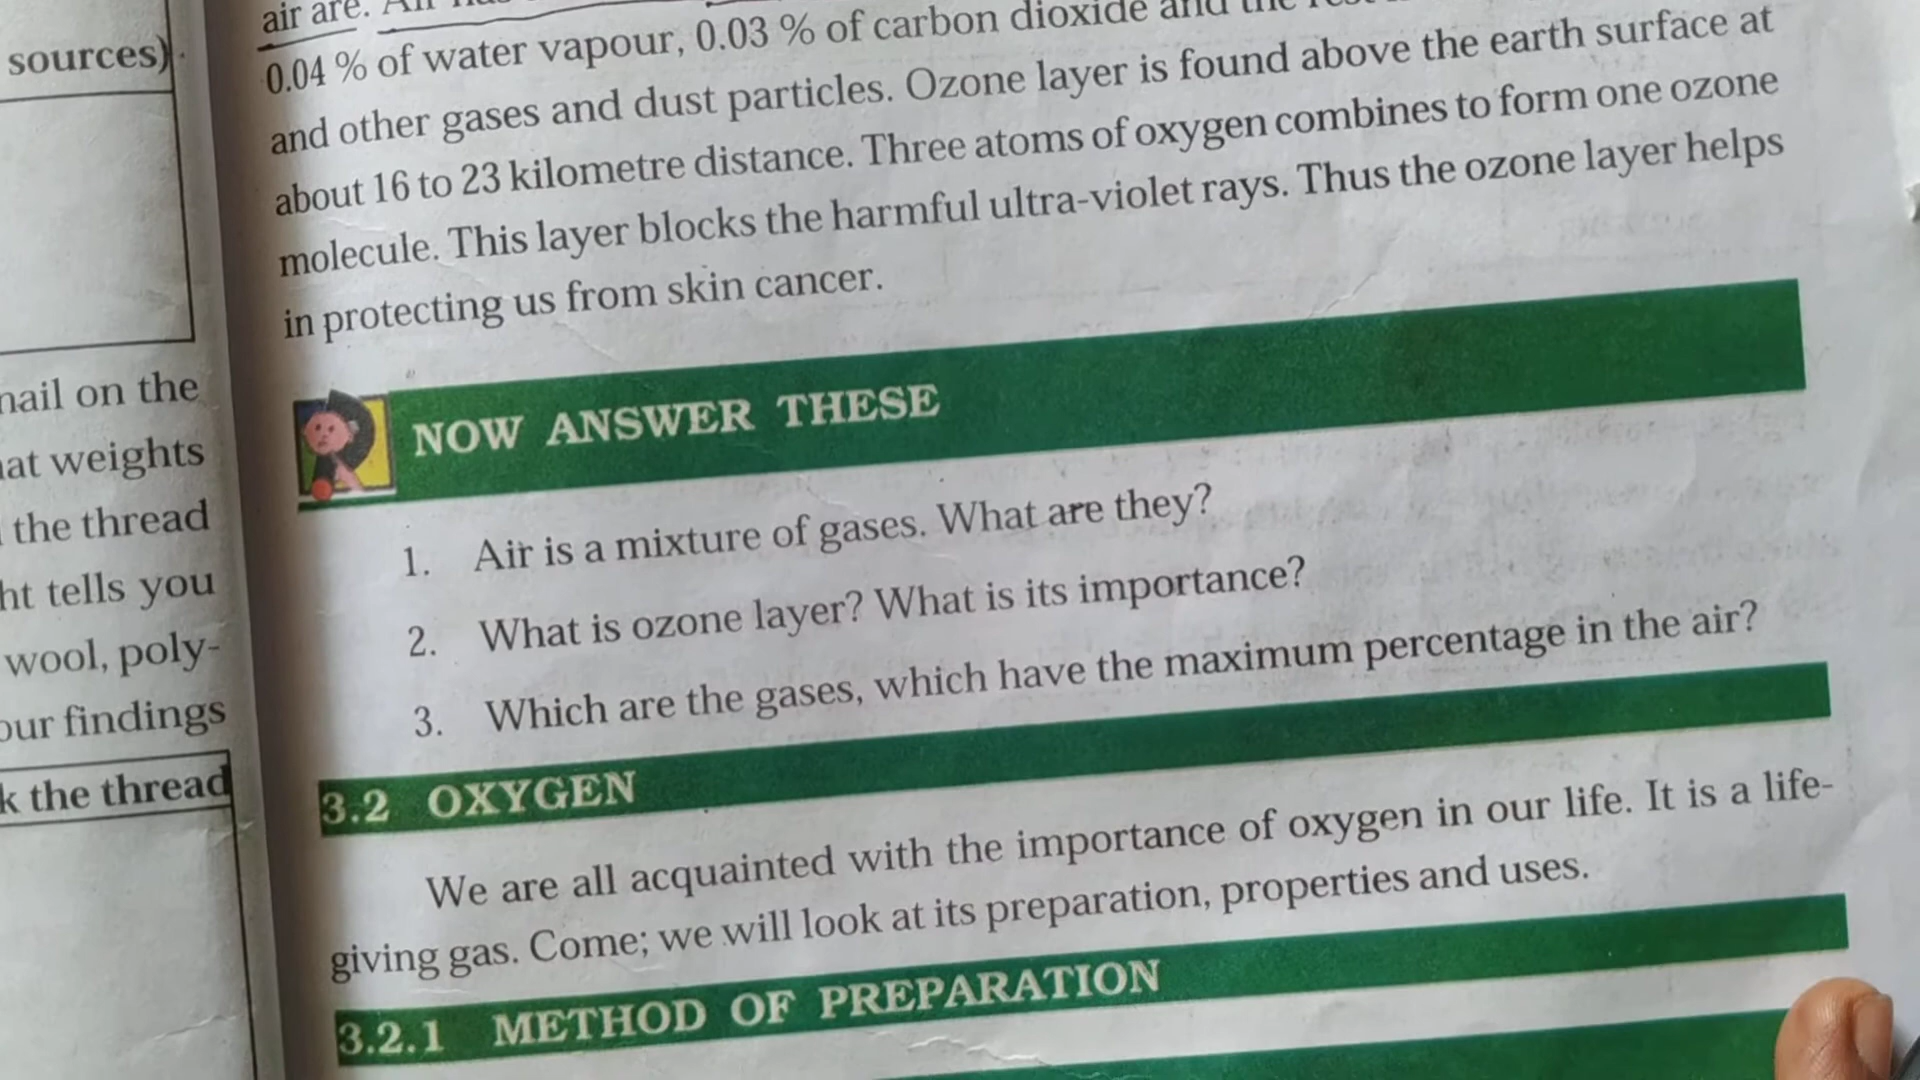 sources)
nail on the
at weights
the thread
ht tells you
wool, poly-
our findings
k the thread
air are.
0.04 % of water vapour, 0.03 % of carbon dioxide and the
and other gases and dust particles. Ozone layer is found above the earth surface at
about 16 to 23 kilometre distance. Three atoms of oxygen combines to form one ozone
molecule. This layer blocks the harmful ultra-violet rays. Thus the ozone layer helps
in protecting us from skin cancer.
NOW ANSWER THESE
1. Air is a mixture of gases. What are they?
2. What is ozone layer? What is its importance?
3. Which are the gases, which have the maximum percentage in the air?
3.2 OXYGEN
We are all acquainted with the importance of oxygen in our life. It is a life-
giving gas. Come; we will look at its preparation, properties and uses.
3.2.1 METHOD OF PREPARATION